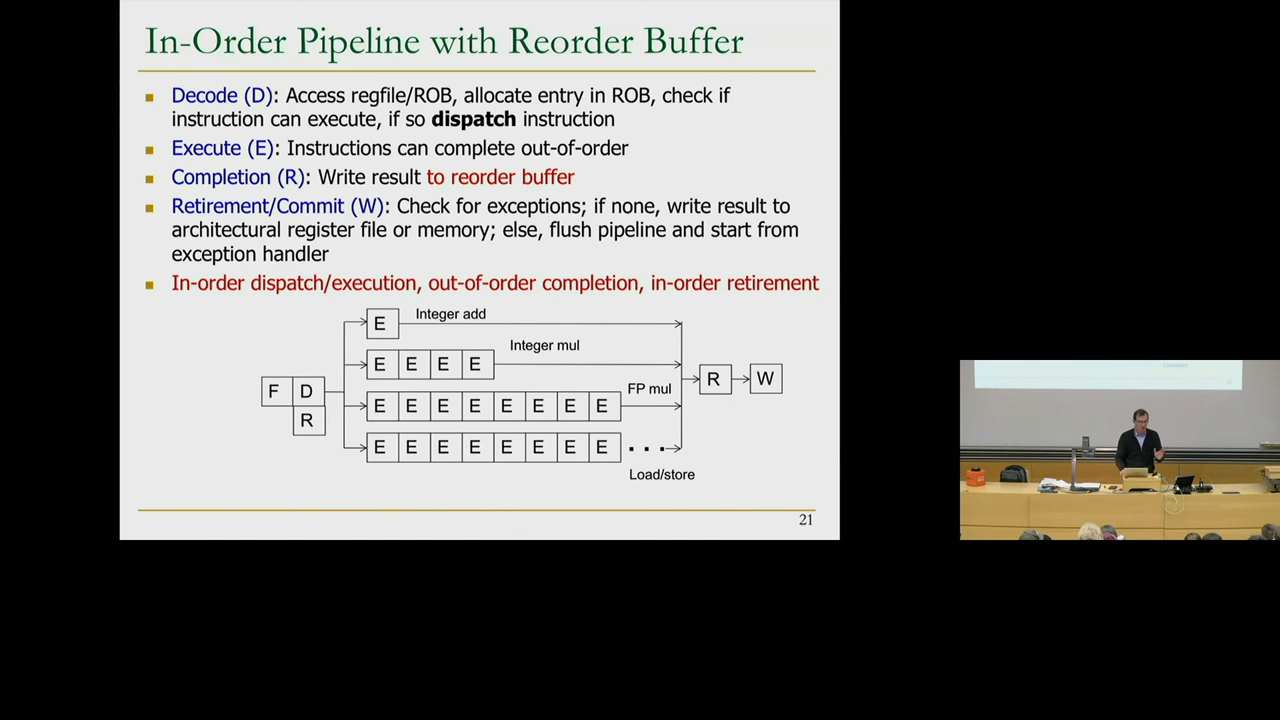 In-Order Pipeline with Reorder Buffer
Decode (D): Access regfile/ROB, allocate entry in ROB, check if
instruction can execute, if so dispatch instruction
Execute (E): Instructions can complete out-of-order
Completion (R): Write result to reorder buffer
Retirement/Commit (W): Check for exceptions; if none, write result to
architectural register file or memory; else, flush pipeline and start from
exception handler
In-order dispatch/execution, out-of-order completion, in-order retirement
E Integer add
Integer mul
E E E E
FP mul
R W
F D
E E E E E E E E
R
E E E E E E E E . . .
Load/store
21